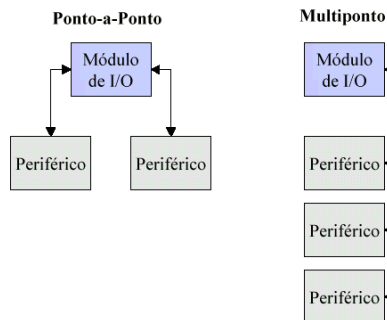 Ponto-a-Ponto
Módulo
de I/O
Periférico
Periférico
Multiponto
Módulo
de I/O
Periférico
Periférico
Periférico